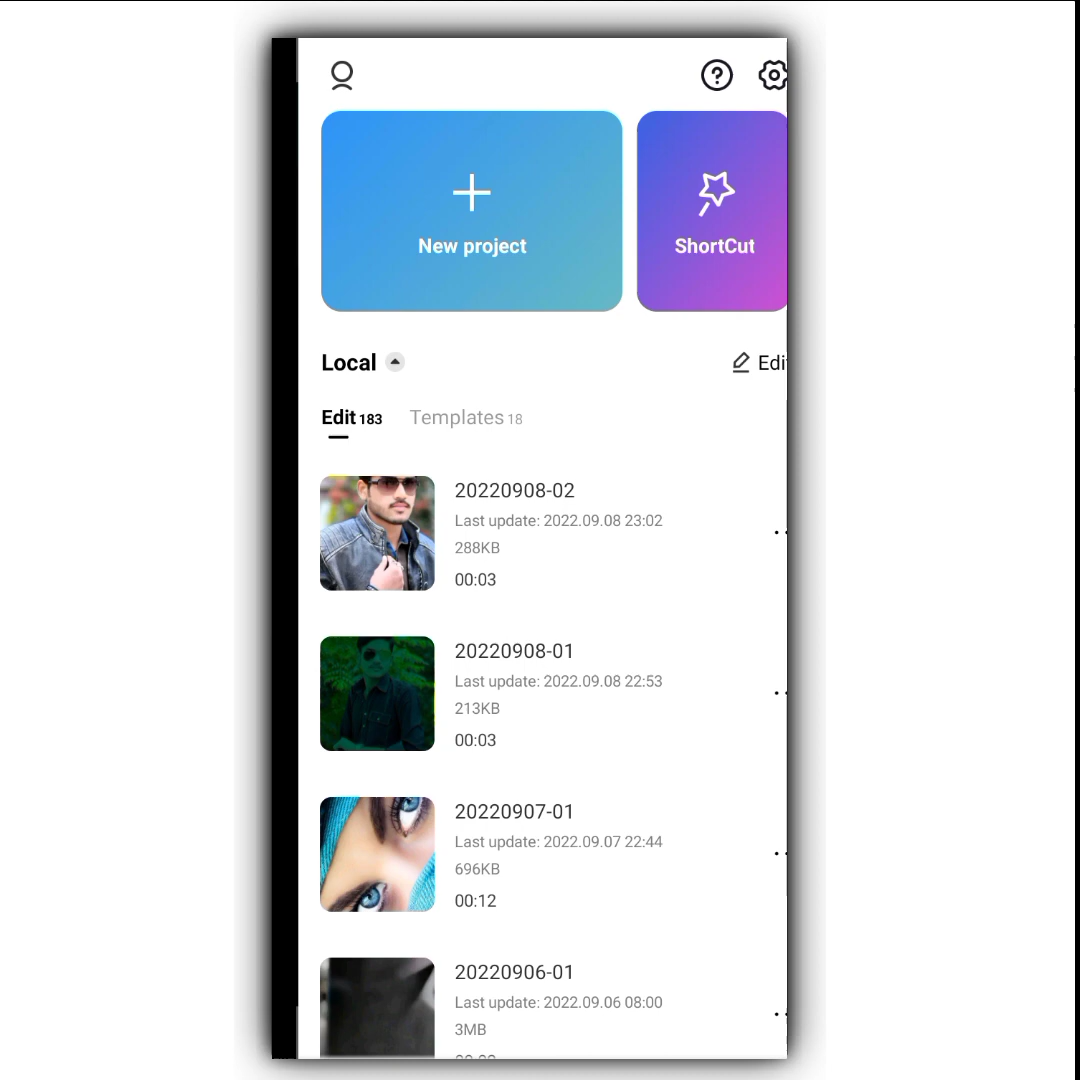 New project
ShortCut
Local
Edi
Edit 183 Templates 18
20220908-02
Last update: 2022.09.08 23:02
288KB
00:03
20220908-01
Last update: 2022.09.08 22:53
213KB
00:03
20220907-01
Last update: 2022.09.07 22:44
696KB
00:12
20220906-01
Last update: 2022.09.06 08:00
3MB